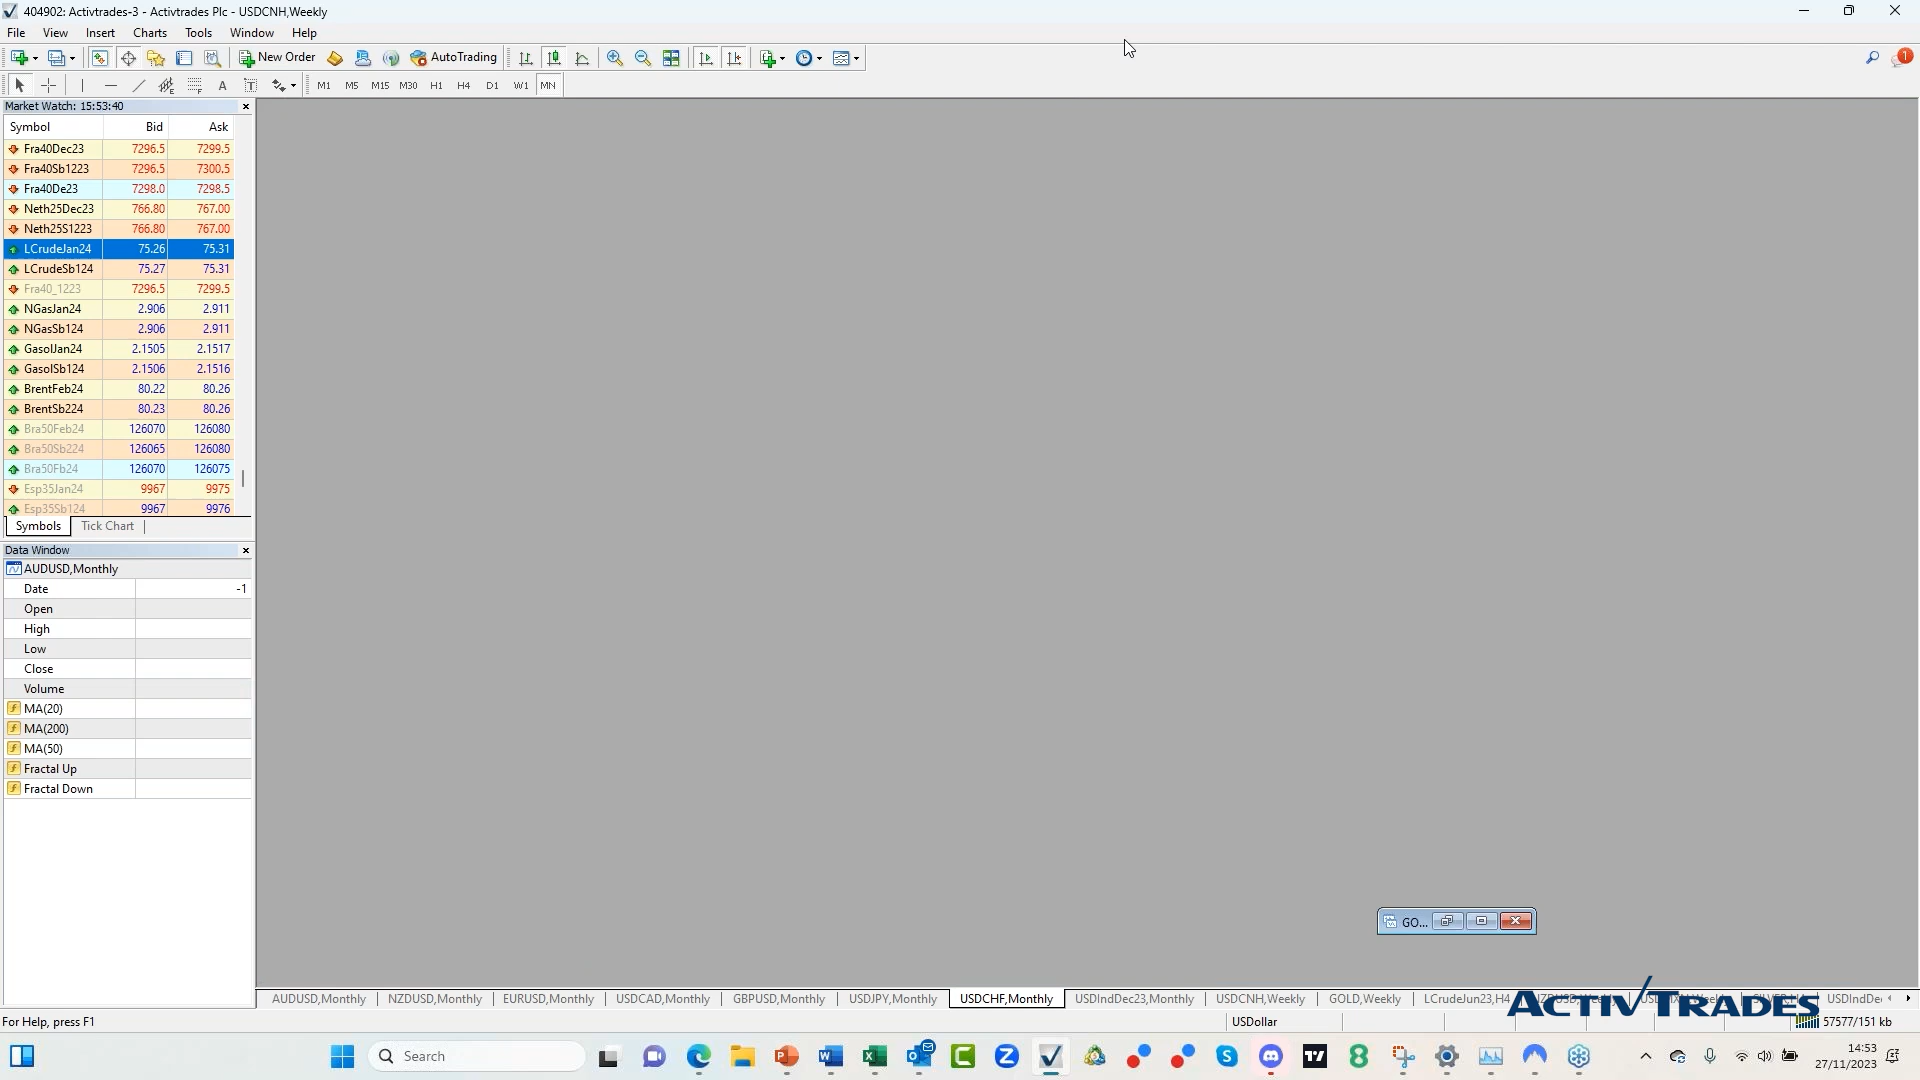 404902: Activtrades-3 - Activtrades Plc - USDCNH,Weekly
File View Insert Charts Tools Window Help
New Order AutoTrading 1
A T M1 M5 M15 M30 H1 H4 D1 W1 MN
Market Watch: 15:53:40
Symbol Bid Ask
Fra40Dec23 7296.5 7299.5
Fra40Sb1223 7296.5 7300.5
Fra40De23 7298.0 7298.5
Neth25Dec23 766.80 767.00
Neth25S1223 766.80 767.00
LCrudeJan24 75.26 75.31
LCrudeSb124 75.27 75.31
Fra40_1223 7296.5 7299.5
NGasJan24 2.906 2.911
NGasSb124 2.906 2.911
GasolJan24 2.1505 2.1517
GasolSb124 2.1506 2.1516
BrentFeb24 80.22 80.26
BrentSb224 80.23 80.26
Bra50Feb24 126070 126080
Bra50Sb224 126065 126080
Bra50Fb24 126070 126075
Esp35Jan24 9967 9975
Esp35Sb124 9967 9976
Symbols Tick Chart
Data Window
AUDUSD,Monthly
Date -1
Open
High
Low
Close
Volume
MA(20)
MA(200)
MA(50)
Fractal Up
Fractal Down
GO...
AUDUSD,Monthly NZDUSD,Monthly EURUSD,Monthly USDCAD,Monthly GBPUSD,Monthly USDJPY,Monthly USDCHF,Monthly USDIndDec23,Monthly USDCNH,Weekly GOLD,Weekly LCrudeJun23,H4 USDIndDe
ACTIVTRADES
For Help, press F1 USDollar 57577/151 kb
Search 14:53
27/11/2023